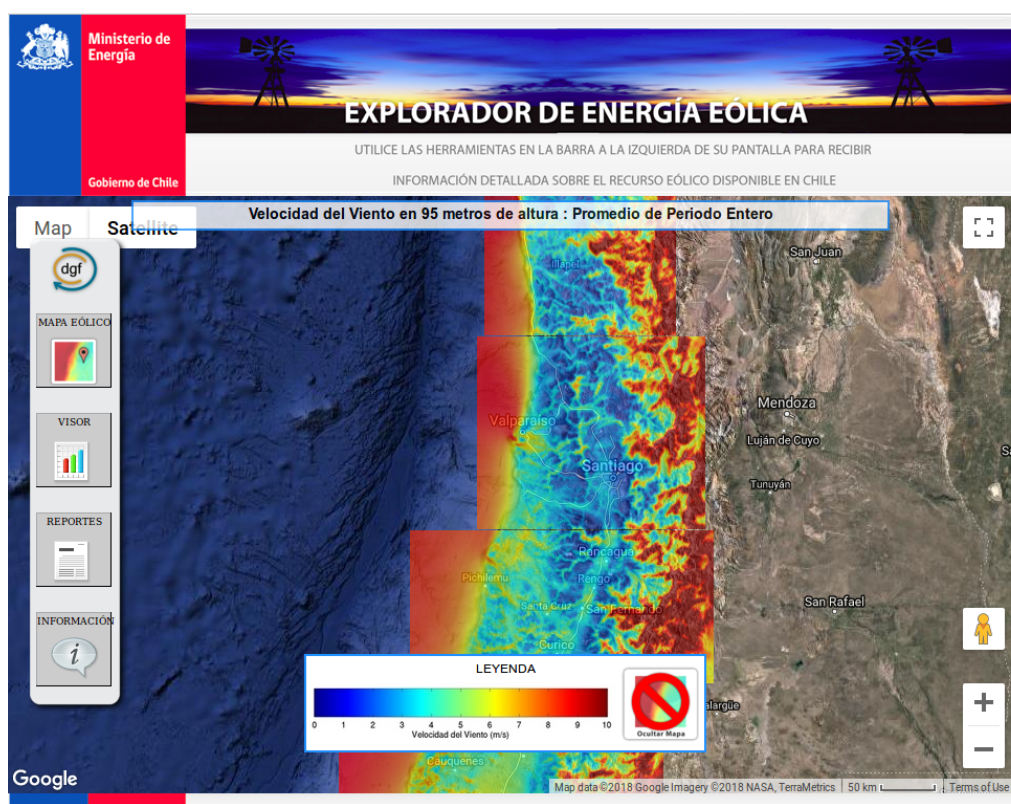 Ministerio de
Energía
Gobierno de Chile
EXPLORADOR DE ENERGÍA EÓLICA
UTILICE LAS HERRAMIENTAS EN LA BARRA A LA IZQUIERDA DE SU PANTALLA PARA RECIBIR
INFORMACIÓN DETALLADA SOBRE EL RECURSO EÓLICO DISPONIBLE EN CHILE
Velocidad del Viento en 95 metros de altura : Promedio de Periodo Entero
Map
Satellite
dgf
MAPA EÓLICO
VISOR
REPORTES
INFORMACIÓN
i
Illapel
San Juan
Valparaíso
Mendoza
Luján de Cuyo
Santiago
Tunuyán
Rancagua
Pichilemu
Rengo
Santa Cruz
San Fernando
San Rafael
Curicó
LEYENDA
0 1 2 3 4 5 6 7 8 9 10
Velocidad del Viento (m/s)
Ocultar Mapa
alargüe
Cauquenes
Google
Map data ©2018 Google Imagery ©2018 NASA, TerraMetrics
50 km
Terms of Use